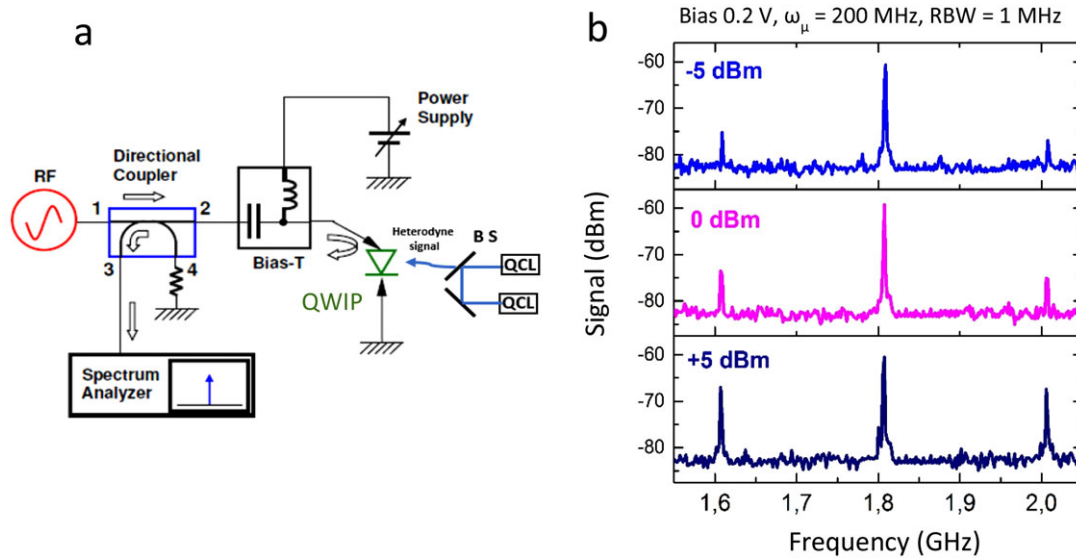 a
RF
Directional
Coupler
1
2
3
4
Power
Supply
Bias-T
Heterodyne
signal
B S
QCL
QCL
QWIP
Spectrum
Analyzer
b
Bias 0.2 V, ωμ = 200 MHz, RBW = 1 MHz
-5 dBm
-60
-70
-80
0 dBm
-60
-70
-80
+5 dBm
-60
-70
-80
Signal (dBm)
1,6 1,7 1,8 1,9 2,0
Frequency (GHz)